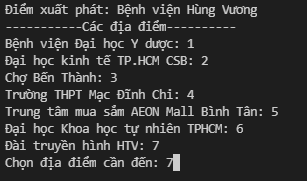 Điểm xuất phát: Bệnh viện Hùng Vương
-----------Các địa điểm----------
Bệnh viện Đại học Y dược: 1
Đại học kinh tế TP.HCM CSB: 2
Chợ Bến Thành: 3
Trường THPT Mạc Đĩnh Chi: 4
Trung tâm mua sắm AEON Mall Bình Tân: 5
Đại học Khoa học tự nhiên TPHCM: 6
Đài truyền hình HTV: 7
Chọn địa điểm cần đến: 7